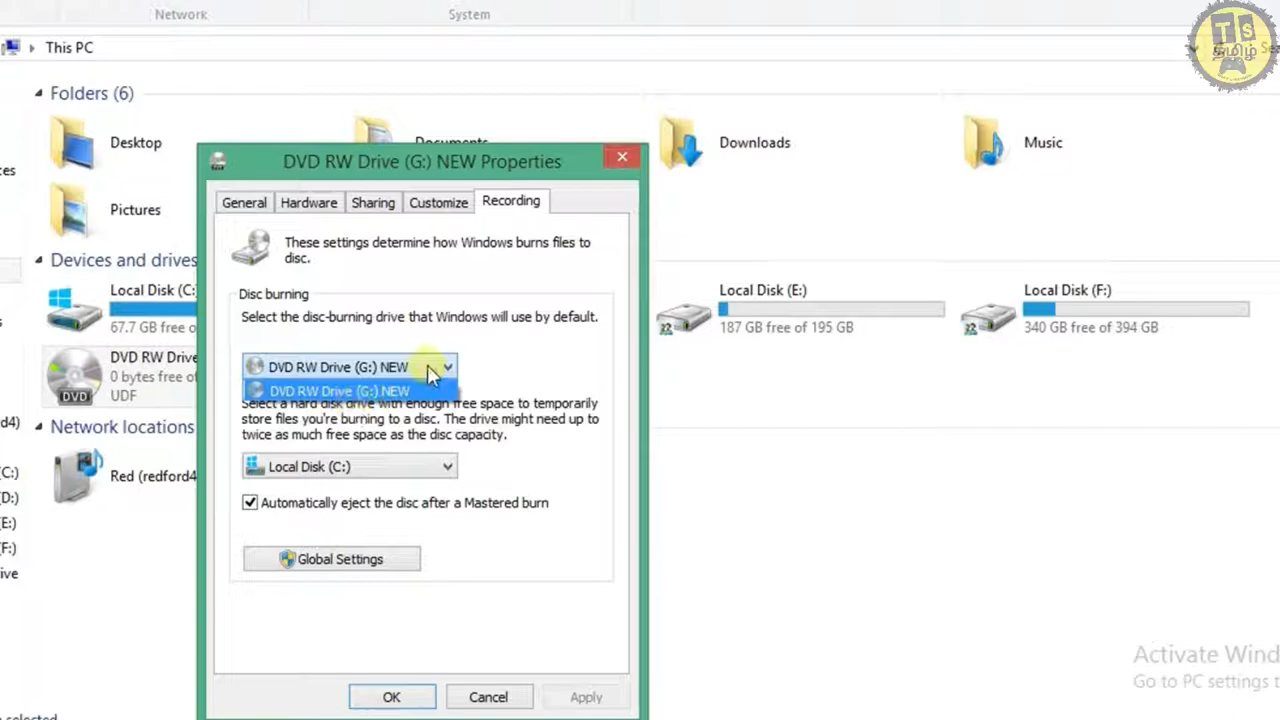 Network
System
This PC
TS
தமிழ்
Folders (6)
Desktop
Documents
Downloads
Music
Pictures
DVD RW Drive (G:) NEW Properties
General
Hardware
Sharing
Customize
Recording
These settings determine how Windows burns files to
disc.
Disc burning
Select the disc-burning drive that Windows will use by default.
DVD RW Drive (G:) NEW
DVD RW Drive (G:) NEW
Select a hard disk drive with enough free space to temporarily
store files you're burning to a disc. The drive might need up to
twice as much free space as the disc capacity.
Local Disk (C:)
Automatically eject the disc after a Mastered burn
Global Settings
OK
Cancel
Apply
Devices and drives
Local Disk (C:
67.7 GB free o
DVD RW Drive
0 bytes free of
UDF
DVD
Local Disk (E:)
187 GB free of 195 GB
Local Disk (F:)
340 GB free of 394 GB
Network locations
Red (redford4
(C:)
(D:)
(E:)
(F:)
Activate Wind
Go to PC settings t